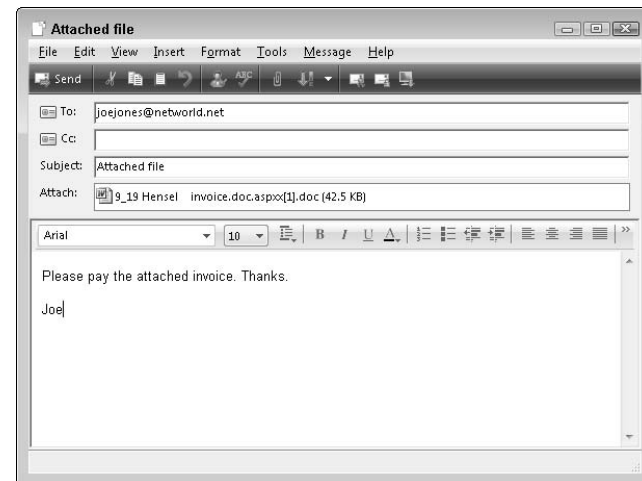 Attached file
File Edit View Insert Format Tools Message Help
Send ABC
To: joejones@networld.net
Cc:
Subject: Attached file
Attach: 9_19 Hensel invoice.doc.aspxx[1].doc (42.5 KB)
Arial 10 B I U A
Please pay the attached invoice. Thanks.
Joe